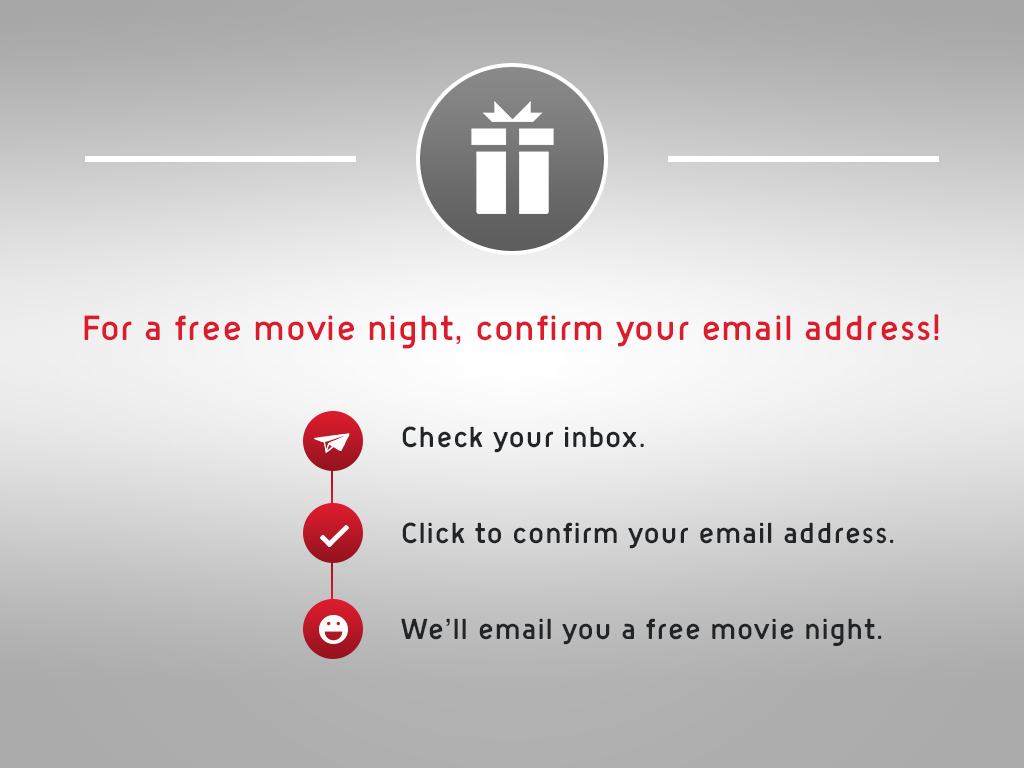 For a free movie night, confirm your email address!
Check your inbox.
Click to confirm your email address.
We'll email you a free movie night.